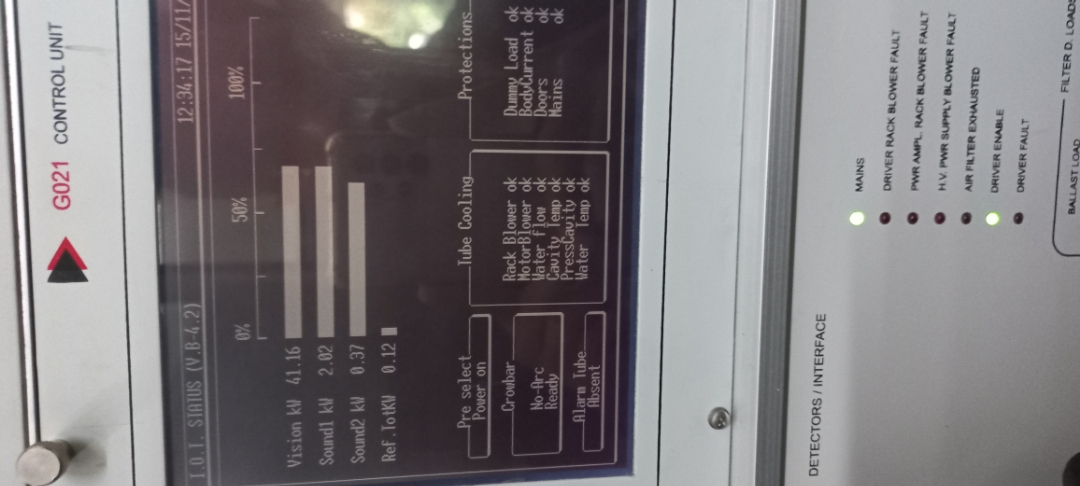 G021 CONTROL UNIT
I.O.T. STATUS (V.B-4.2) 12:34:17 15/11/
0% 50% 100%
Vision kW 41.16
Sound1 kW 2.02
Sound2 kW 0.37
Ref.TotKW 0.12
Pre select
Power on
Crowbar
No-Arc
Ready
Alarm Tube
Absent
Tube Cooling
Rack Blower ok
MotorBlower ok
Water flow ok
Cavity Temp ok
PressCavity ok
Water Temp ok
Protections
Dummy Load ok
BodyCurrent ok
Doors ok
Mains ok
DETECTORS / INTERFACE
MAINS
DRIVER RACK BLOWER FAULT
PWR AMPL. RACK BLOWER FAULT
H.V. PWR SUPPLY BLOWER FAULT
AIR FILTER EXHAUSTED
DRIVER ENABLE
DRIVER FAULT
FILTER D. LOADS
BALLAST LOAD